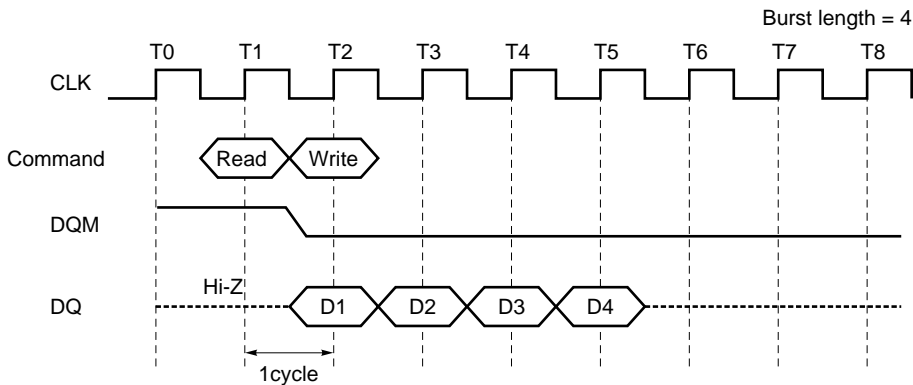 Burst length = 4
T0 T1 T2 T3 T4 T5 T6 T7 T8
CLK
Command Read Write
DQM
Hi-Z
DQ D1 D2 D3 D4
1cycle